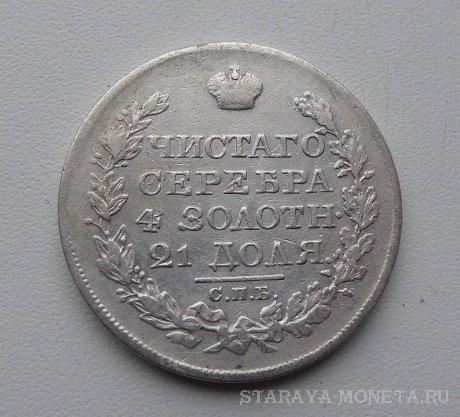 ЧИСТАГО
СЕРЕБРА
4 ЗОЛОТН.
21 ДОЛЯ.
С.П.Б.
STARAYA-MONETA.RU